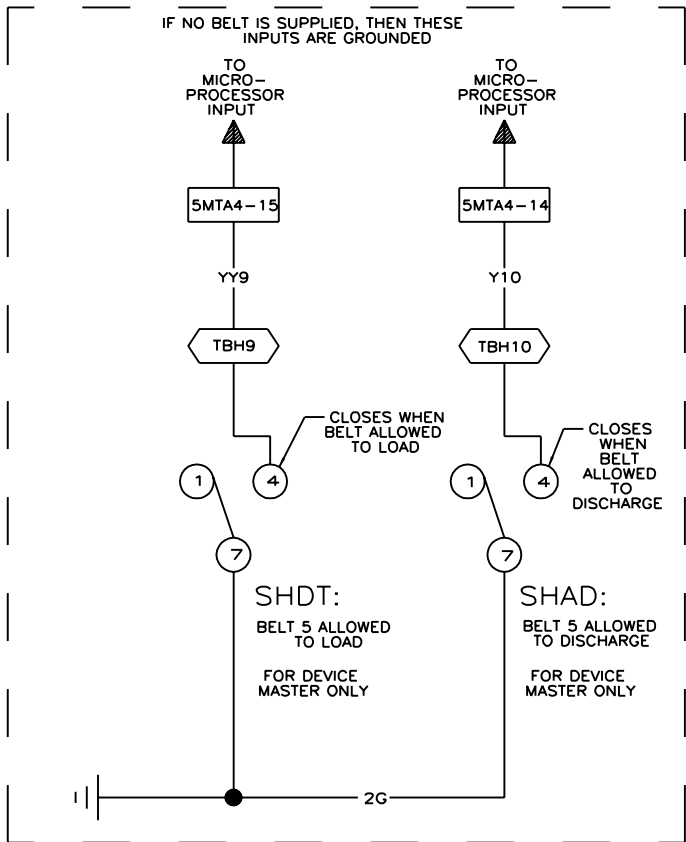 IF NO BELT IS SUPPLIED, THEN THESE
INPUTS ARE GROUNDED
TO
MICRO-
PROCESSOR
INPUT
TO
MICRO-
PROCESSOR
INPUT
5MTA4-15
5MTA4-14
YY9
Y10
TBH9
TBH10
CLOSES WHEN
BELT ALLOWED
TO LOAD
CLOSES
WHEN
BELT
ALLOWED
TO
DISCHARGE
1
4
1
4
7
7
SHDT:
BELT 5 ALLOWED
TO LOAD
FOR DEVICE
MASTER ONLY
SHAD:
BELT 5 ALLOWED
TO DISCHARGE
FOR DEVICE
MASTER ONLY
2G